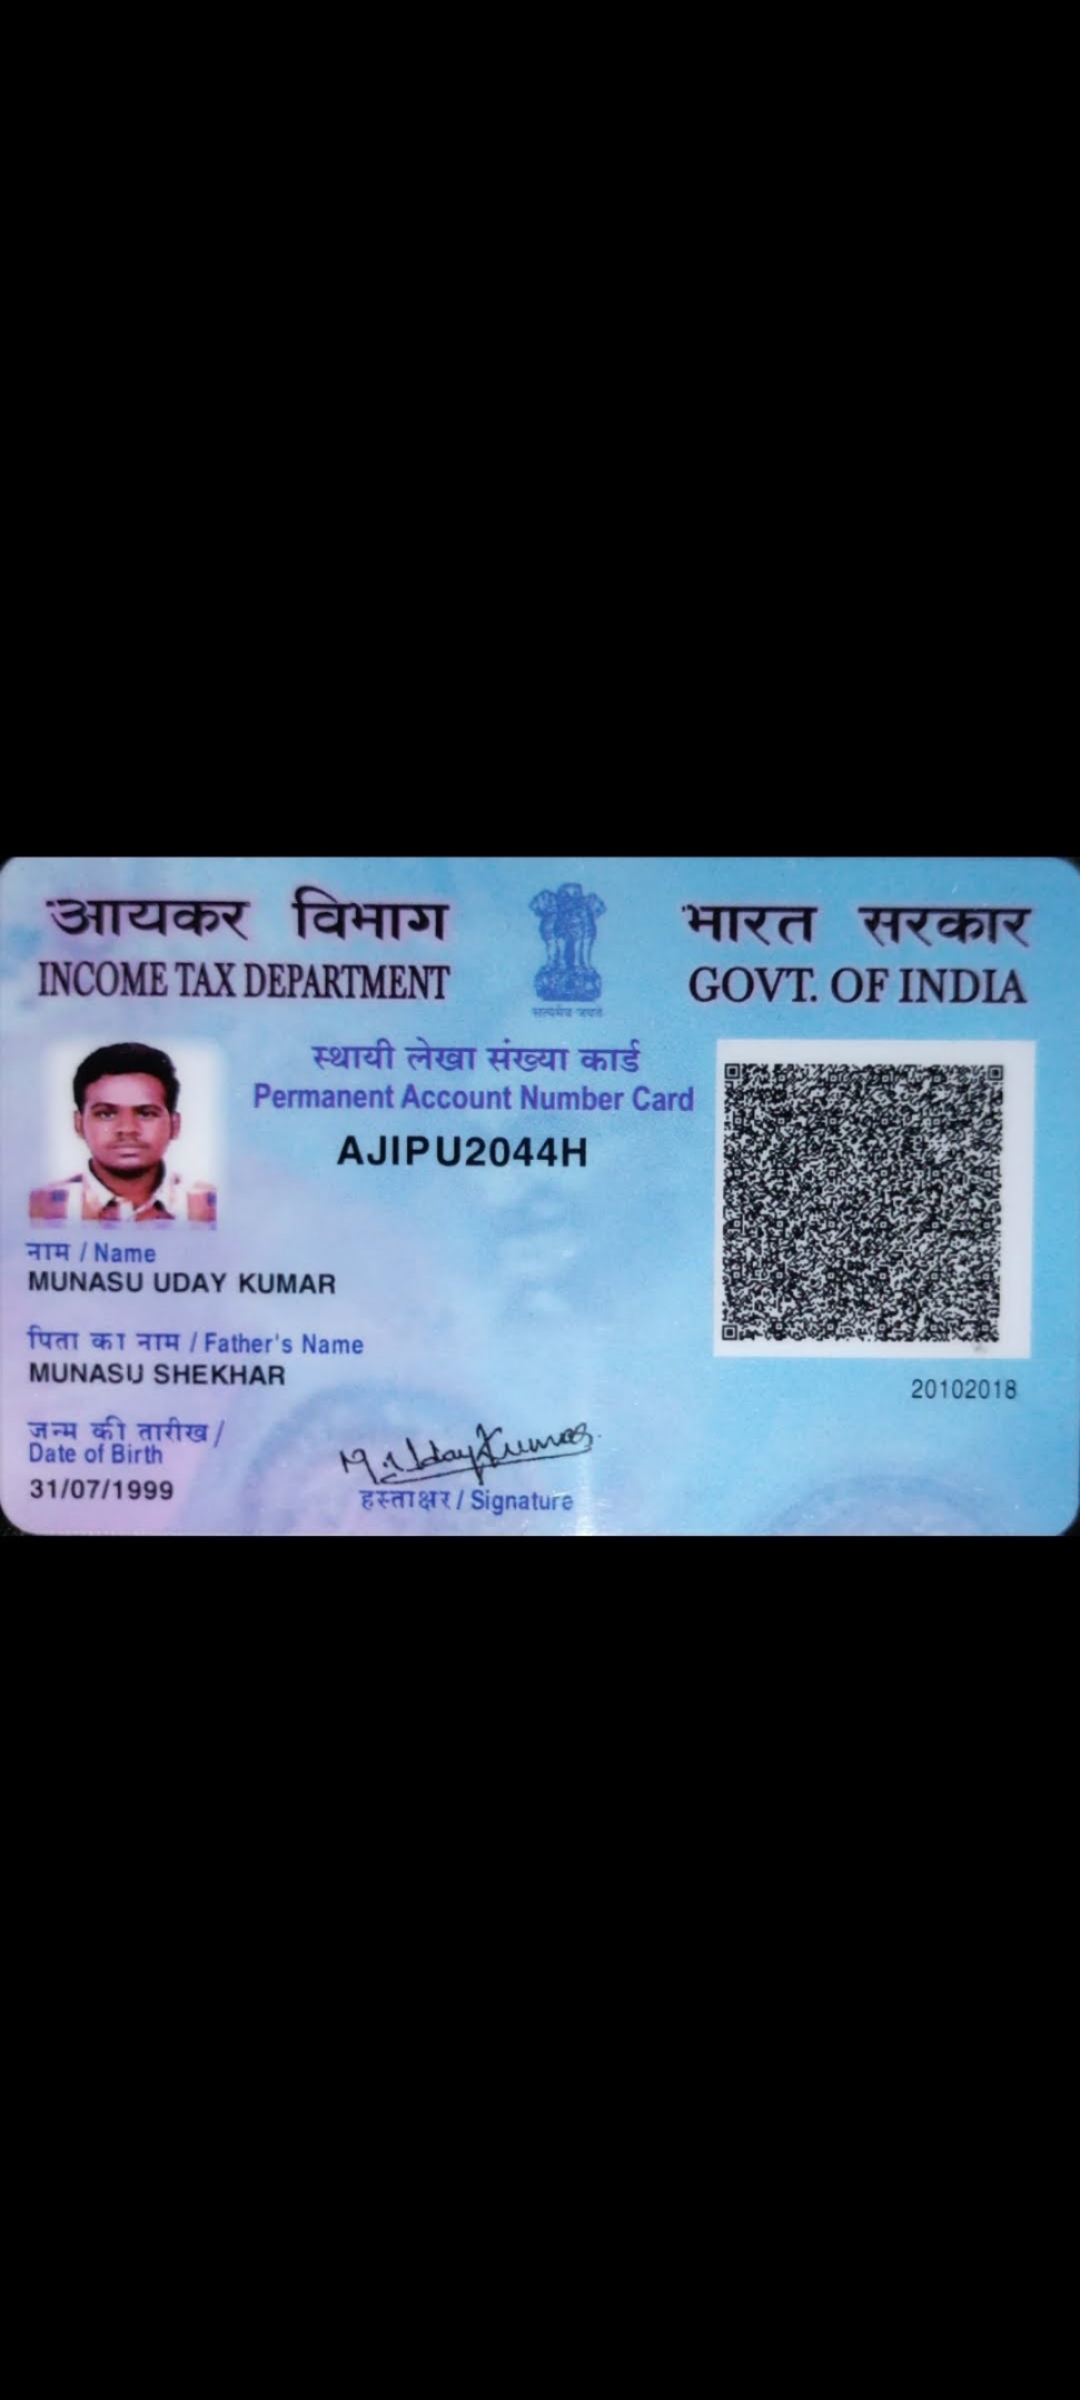 आयकर विभाग
INCOME TAX DEPARTMENT
सत्यमेव जयते
भारत सरकार
GOVT. OF INDIA
स्थायी लेखा संख्या कार्ड
Permanent Account Number Card
AJIPU2044H
नाम / Name
MUNASU UDAY KUMAR
पिता का नाम / Father's Name
MUNASU SHEKHAR
जन्म की तारीख /
Date of Birth
31/07/1999
M. Uday Kumar
हस्ताक्षर / Signature
20102018